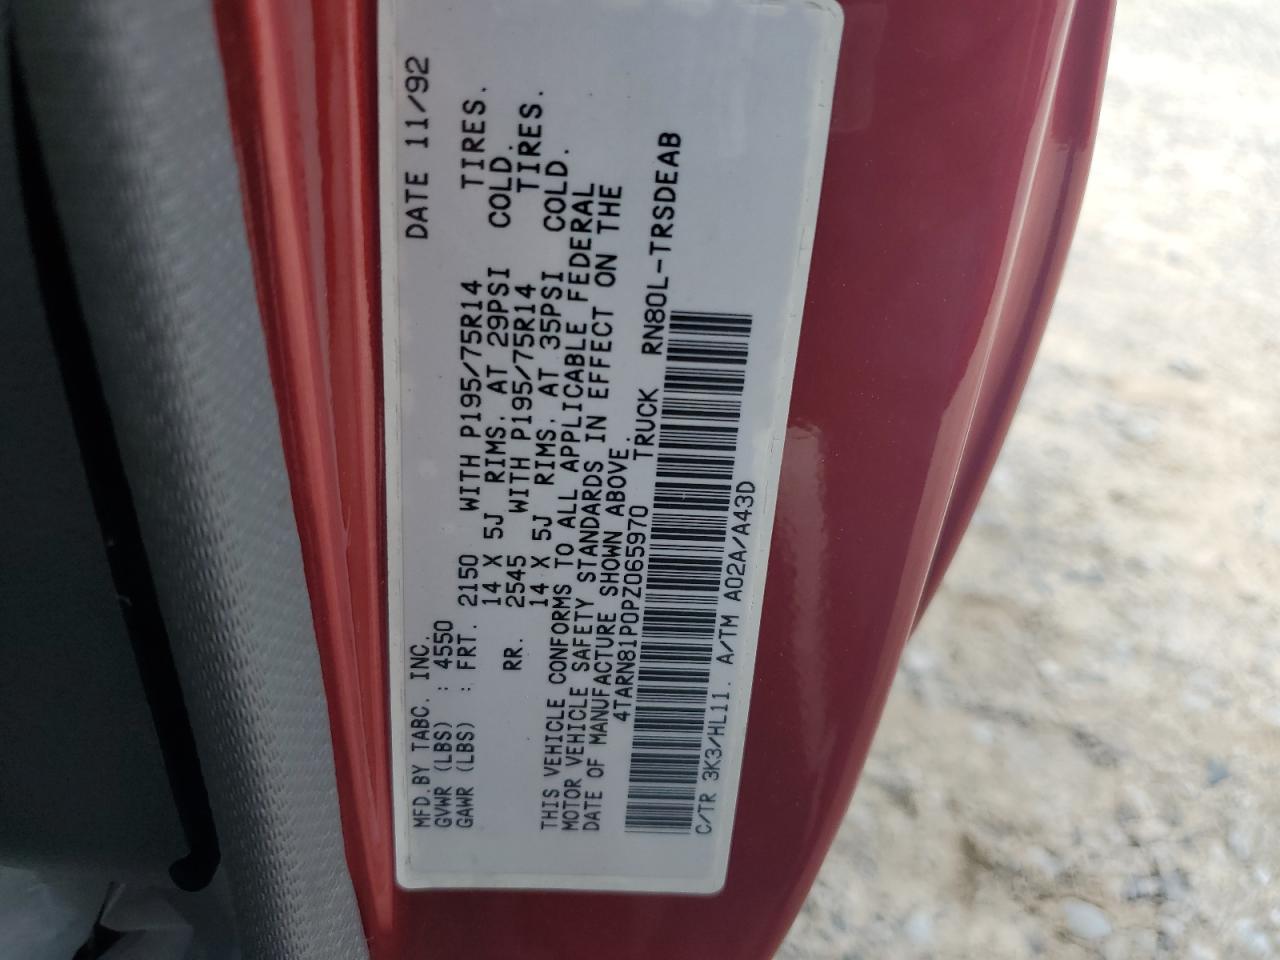 MFD.BY TABC. INC. DATE 11/92
GVWR (LBS) : 4550
GAWR (LBS) : FRT. 2150 WITH P195/75R14 TIRES.
14 X 5J RIMS. AT 29PSI COLD.
RR. 2545 WITH P195/75R14 TIRES.
14 X 5J RIMS. AT 35PSI COLD.
THIS VEHICLE CONFORMS TO ALL APPLICABLE FEDERAL
MOTOR VEHICLE SAFETY STANDARDS IN EFFECT ON THE
DATE OF MANUFACTURE SHOWN ABOVE.
4TARN81P0PZ065970 TRUCK RN80L-TRSDEAB
C/TR 3K3/HL11. A/TM A02A/A43D